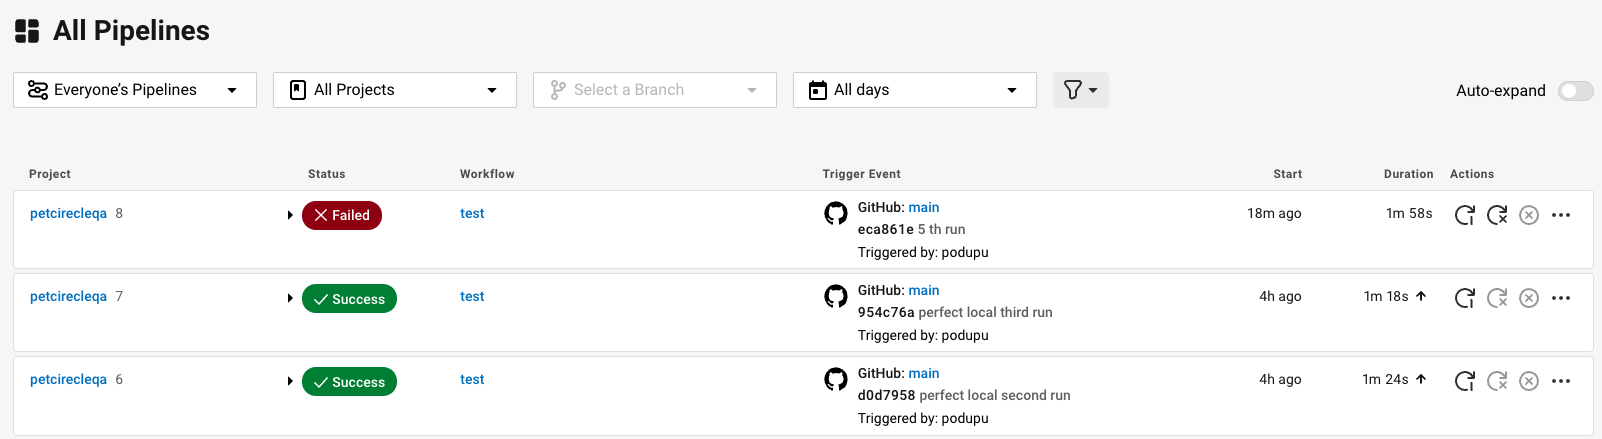 All Pipelines
Everyone’s Pipelines
All Projects
Select a Branch
All days
Auto-expand
Project Status Workflow Trigger Event Start Duration Actions
petcirecleqa 8 Failed test GitHub: main 18m ago 1m 58s
eca861e 5 th run
Triggered by: podupu
petcirecleqa 7 Success test GitHub: main 4h ago 1m 18s
954c76a perfect local third run
Triggered by: podupu
petcirecleqa 6 Success test GitHub: main 4h ago 1m 24s
d0d7958 perfect local second run
Triggered by: podupu